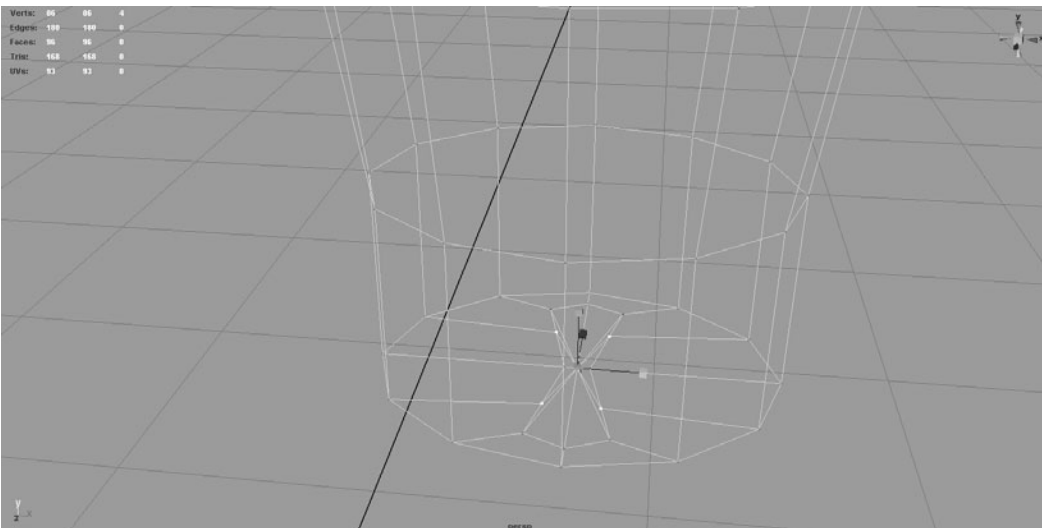 Verts: 86 86 4
Edges: 180 180 0
Faces: 96 96 0
Tris: 168 168 0
UVs: 93 93 0
y
y
z x
persp